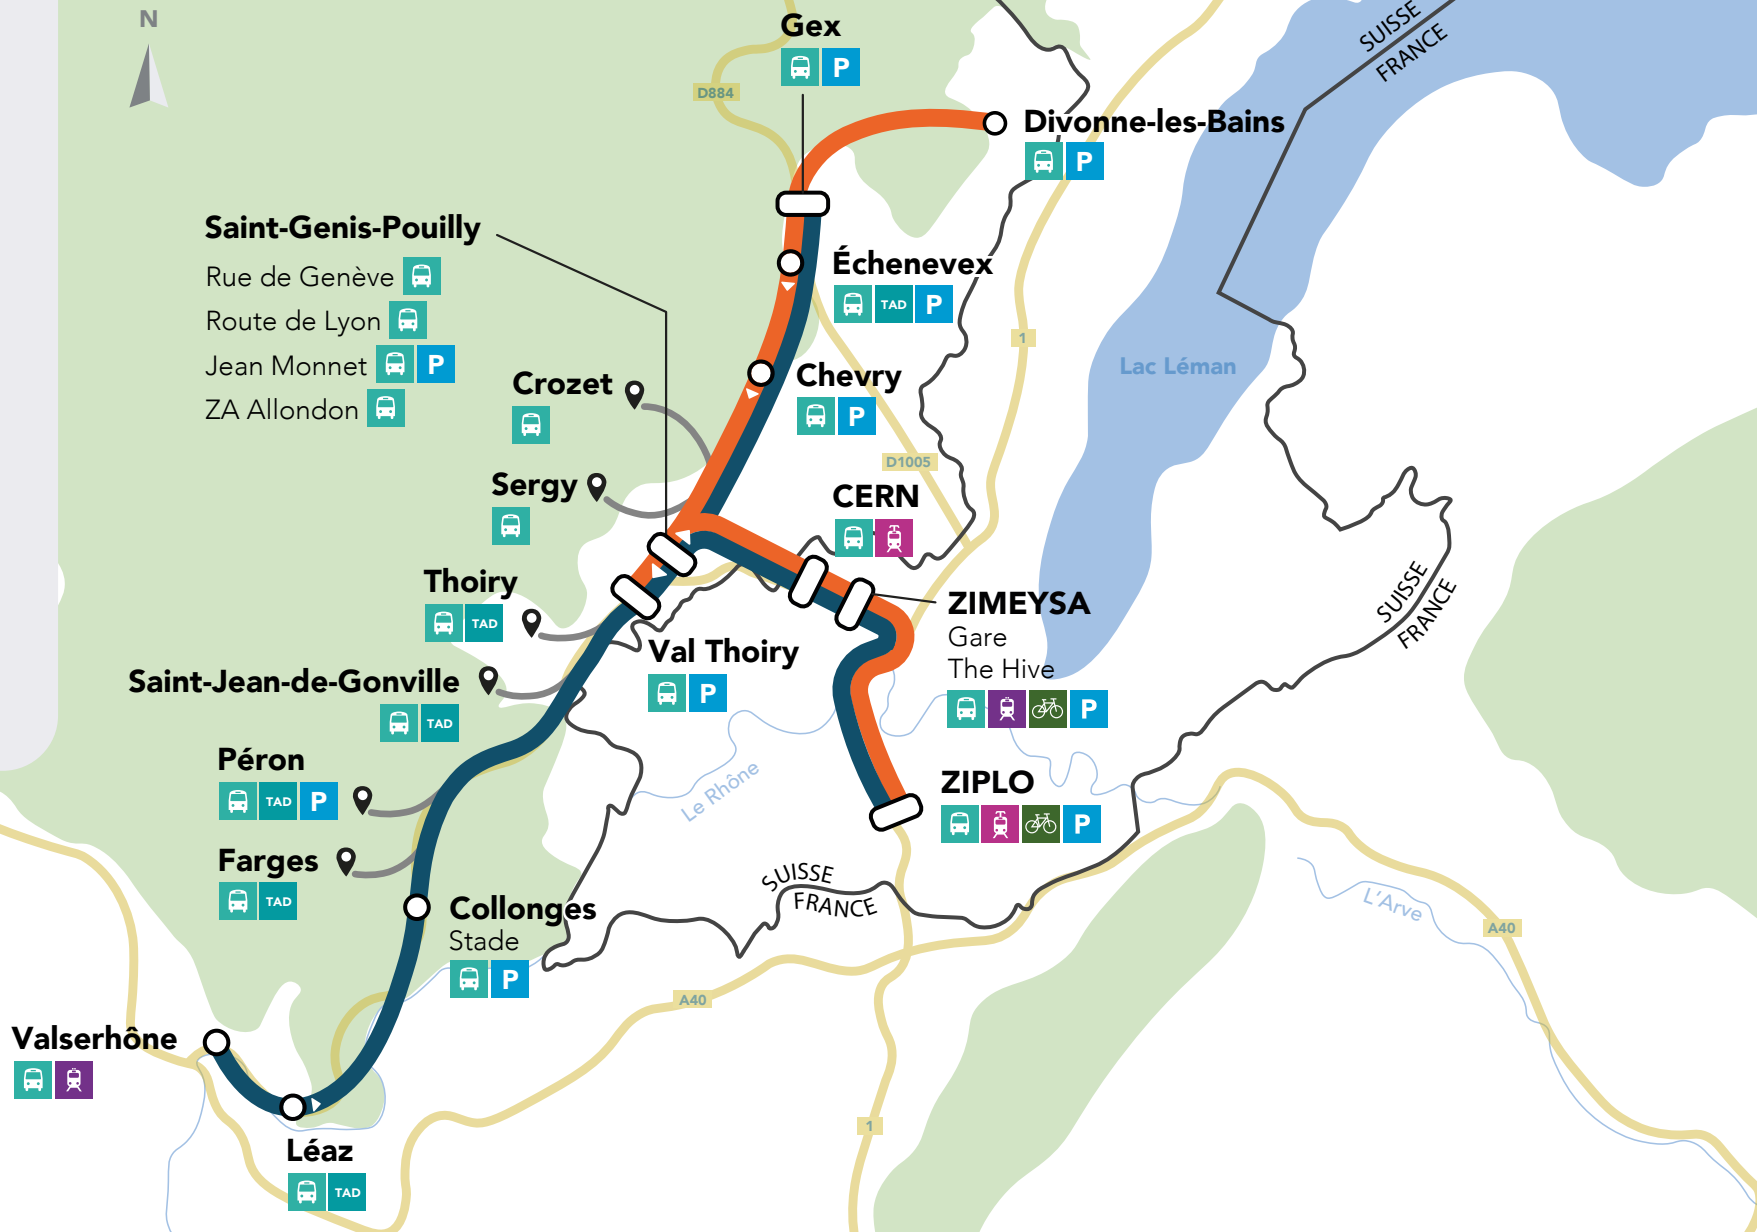 N
Gex
P
D884
Divonne-les-Bains
P
SUISSE
FRANCE
Saint-Genis-Pouilly
Rue de Genève
Route de Lyon
Jean Monnet P
ZA Allondon
Échenevex
TAD P
1
Lac Léman
Crozet
Chevry
P
D1005
Sergy
CERN
Thoiry
TAD
ZIMEYSA
Gare
The Hive
P
SUISSE
FRANCE
Val Thoiry
P
Saint-Jean-de-Gonville
TAD
Péron
TAD P
Le Rhône
ZIPLO
P
Farges
TAD
SUISSE
FRANCE
Collonges
Stade
P
L'Arve
A40
A40
Valserhône
1
Léaz
TAD